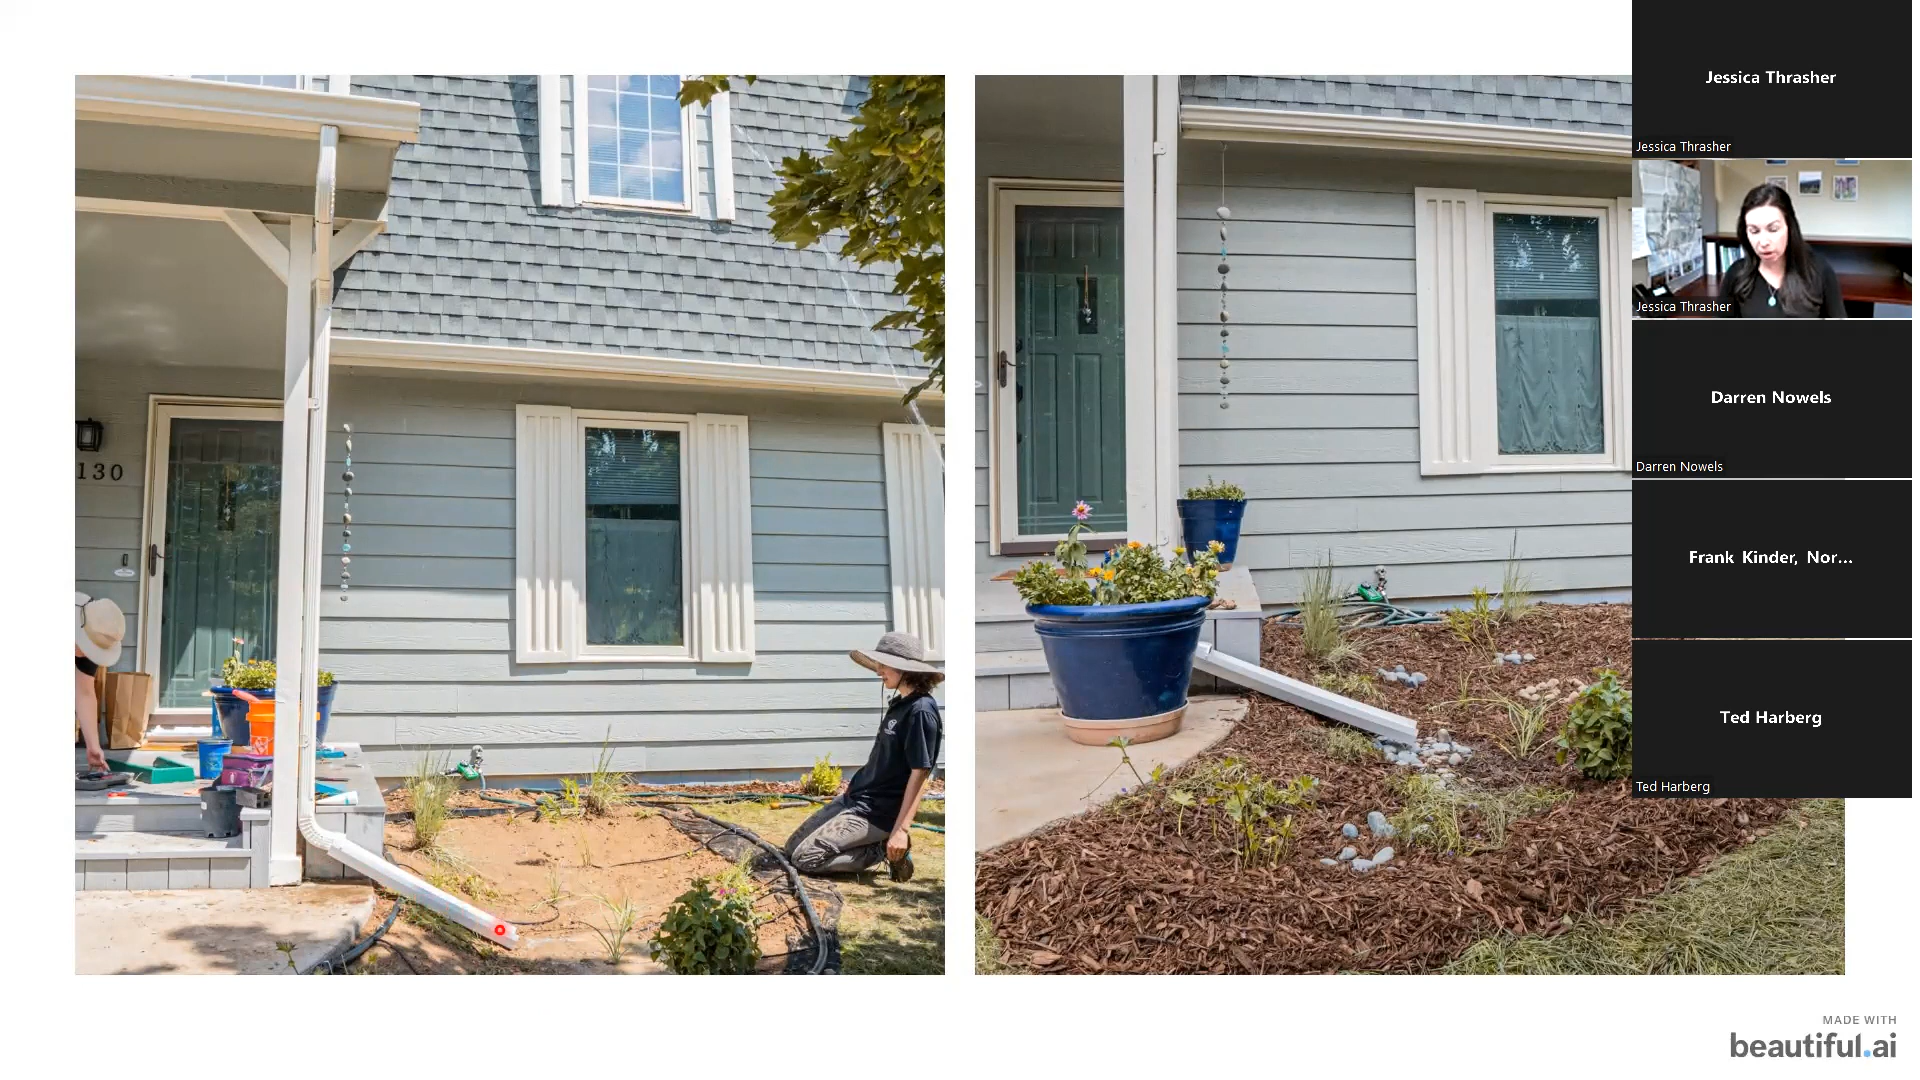 130
Jessica Thrasher
Jessica Thrasher
Jessica Thrasher
Darren Nowels
Darren Nowels
Frank Kinder, Nor...
Ted Harberg
Ted Harberg
MADE WITH
beautiful.ai